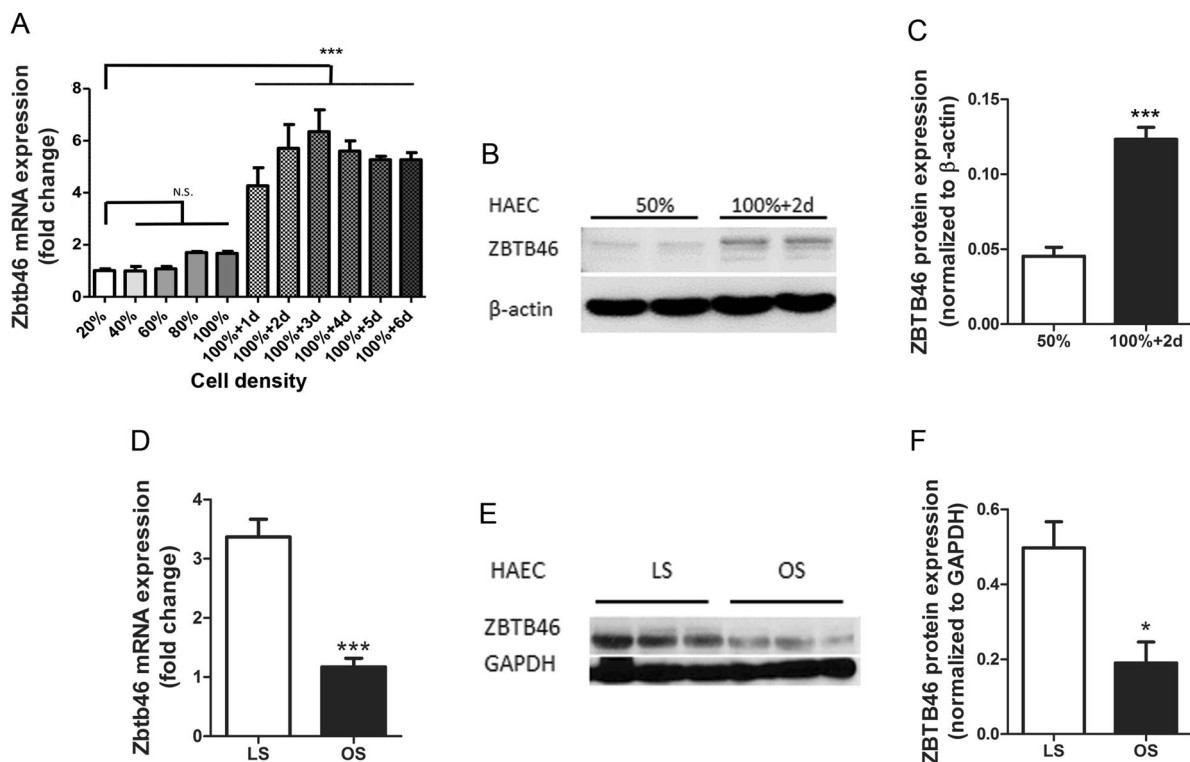 A
Zbtb46 mRNA expression
(fold change)
8
6
4
2
0
***
N.S.
20%
40%
60%
80%
100%
100%+1d
100%+2d
100%+3d
100%+4d
100%+5d
100%+6d
Cell density
B
HAEC 50% 100%+2d
ZBTB46
β-actin
C
ZBTB46 protein expression
(normalized to β-actin)
0.15
0.10
0.05
0.00
***
50% 100%+2d
D
Zbtb46 mRNA expression
(fold change)
4
3
2
1
0
***
LS OS
E
HAEC LS OS
ZBTB46
GAPDH
F
ZBTB46 protein expression
(normalized to GAPDH)
0.6
0.4
0.2
0.0
*
LS OS